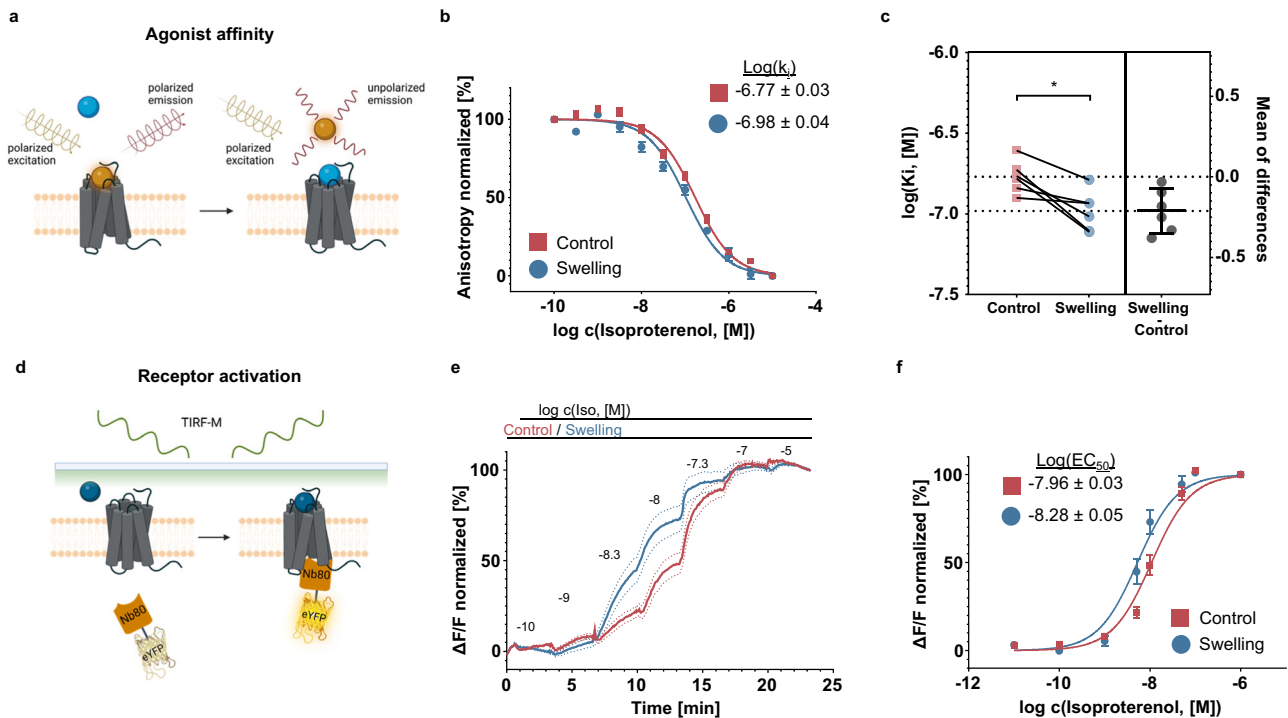 a
Agonist affinity
polarized
emission
unpolarized
emission
polarized
excitation
polarized
excitation
b
Anisotropy normalized [%]
100
50
0
Log(kᵢ)
-6.77 ± 0.03
-6.98 ± 0.04
Control
Swelling
-10
-8
-6
-4
log c(Isoproterenol, [M])
c
log(Ki, [M])
-6.0
-6.5
-7.0
-7.5
*
0.5
0.0
-0.5
Mean of differences
Control
Swelling
Swelling
-
Control
d
Receptor activation
TIRF-M
Nb80
eYFP
Nb80
eYFP
e
log c(Iso, [M])
Control / Swelling
ΔF/F normalized [%]
100
50
0
-10
-9
-8.3
-8
-7.3
-7
-5
0
5
10
15
20
25
Time [min]
f
ΔF/F normalized [%]
100
50
0
Log(EC₅₀)
-7.96 ± 0.03
-8.28 ± 0.05
Control
Swelling
-12
-10
-8
-6
log c(Isoproterenol, [M])